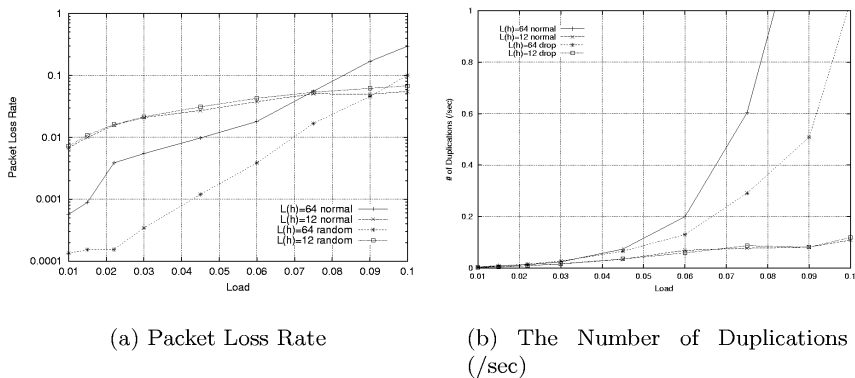 1
0.1
0.01
0.001
0.0001
Packet Loss Rate
L(h)=64 normal
L(h)=12 normal
L(h)=64 random
L(h)=12 random
0.01 0.02 0.03 0.04 0.05 0.06 0.07 0.08 0.09 0.1
Load
(a) Packet Loss Rate
1
0.8
0.6
0.4
0.2
0
# of Duplications (/sec)
L(h)=64 normal
L(h)=12 normal
L(h)=64 drop
L(h)=12 drop
0.01 0.02 0.03 0.04 0.05 0.06 0.07 0.08 0.09 0.1
Load
(b) The Number of Duplications
(/sec)